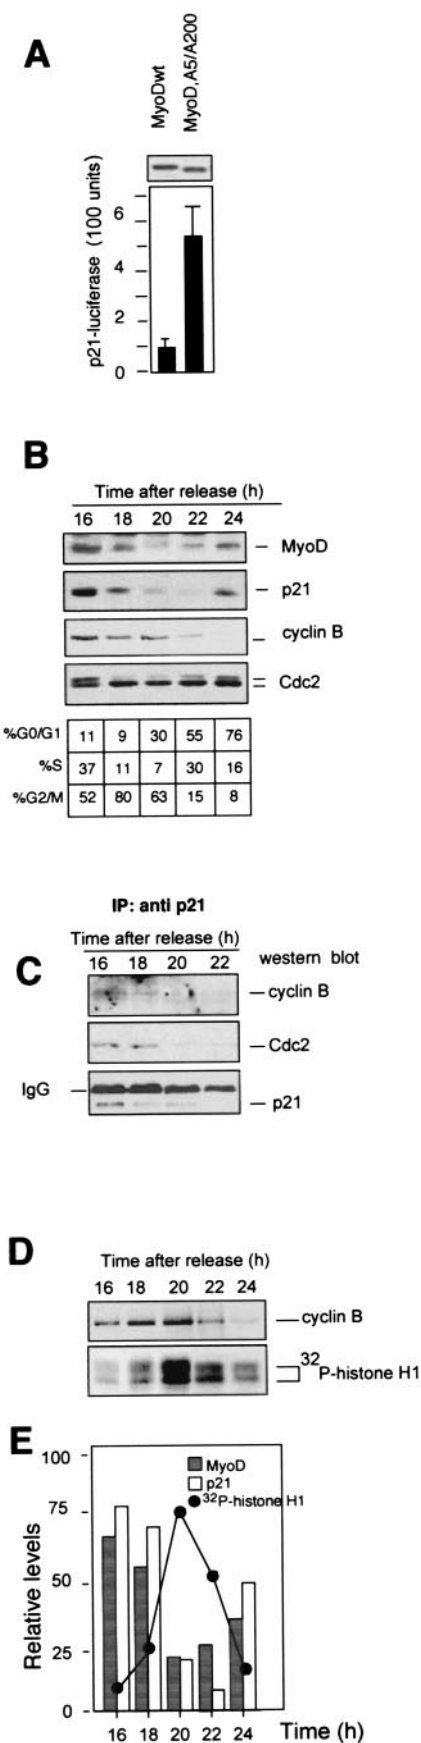 A
MyoDwt
MyoD,A5/A200
p21-luciferase (100 units)
6
4
2
0
B
Time after release (h)
16 18 20 22 24
MyoD
p21
cyclin B
Cdc2
%G0/G1 11 9 30 55 76
%S 37 11 7 30 16
%G2/M 52 80 63 15 8
IP: anti p21
Time after release (h)
C
16 18 20 22 western blot
cyclin B
Cdc2
IgG
p21
D
Time after release (h)
16 18 20 22 24
cyclin B
32P-histone H1
E
100
75
50
25
0
Relative levels
MyoD
p21
32P-histone H1
16 18 20 22 24 Time (h)